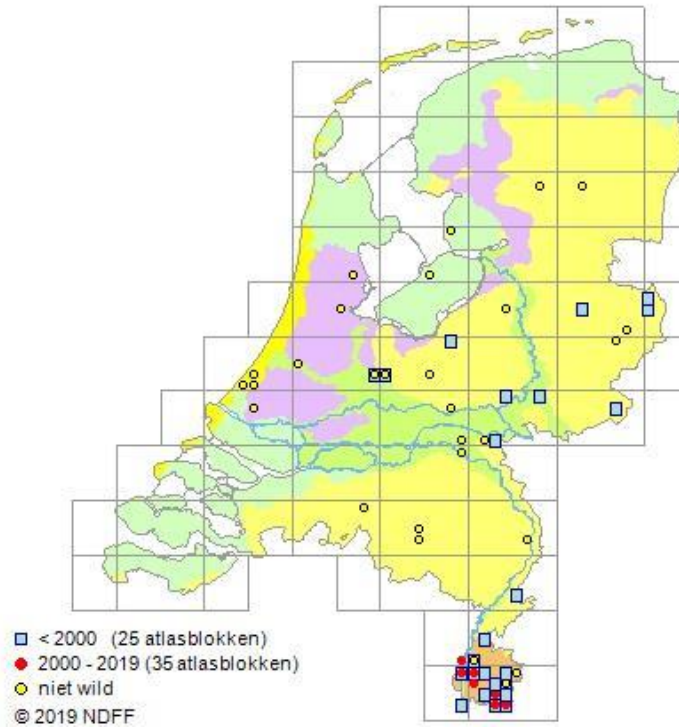 < 2000 (25 atlasblokken)
2000 - 2019 (35 atlasblokken)
niet wild
© 2019 NDFF